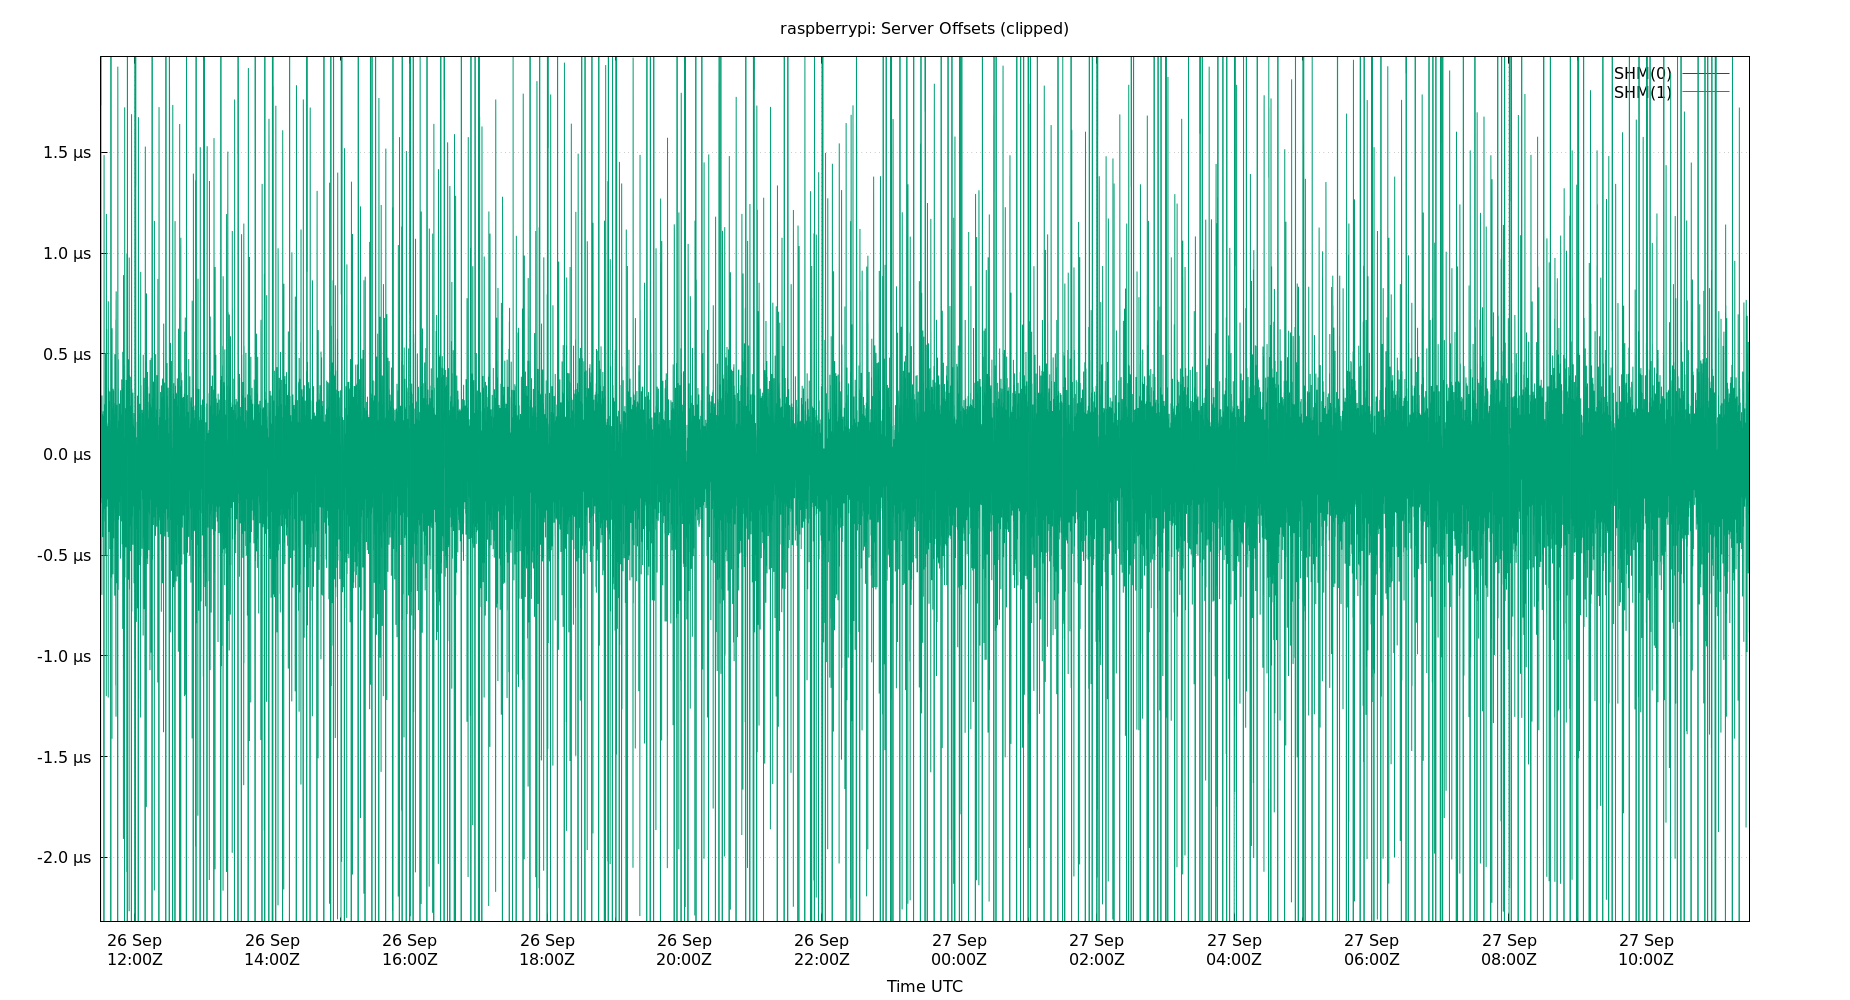 raspberrypi: Server Offsets (clipped)
SHM(0)
SHM(1)
1.5 µs
1.0 µs
0.5 µs
0.0 µs
-0.5 µs
-1.0 µs
-1.5 µs
-2.0 µs
26 Sep 26 Sep 26 Sep 26 Sep 26 Sep 26 Sep 27 Sep 27 Sep 27 Sep 27 Sep 27 Sep 27 Sep
12:00Z 14:00Z 16:00Z 18:00Z 20:00Z 22:00Z 00:00Z 02:00Z 04:00Z 06:00Z 08:00Z 10:00Z
Time UTC